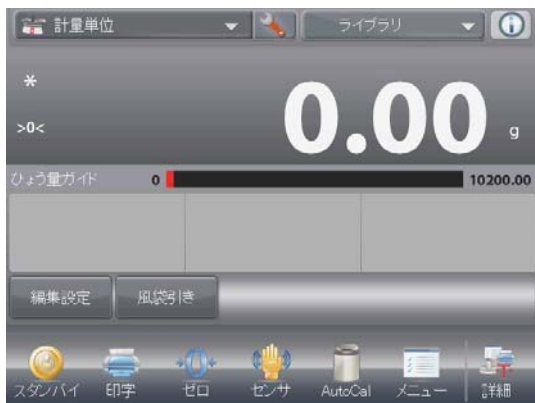 計量単位 ライブラリ
*
>0<
0.00 g
ひょう量ガイド 0 10200.00
編集設定 風袋引き
スタンバイ 印字 ゼロ センサ AutoCal メニュー 詳細